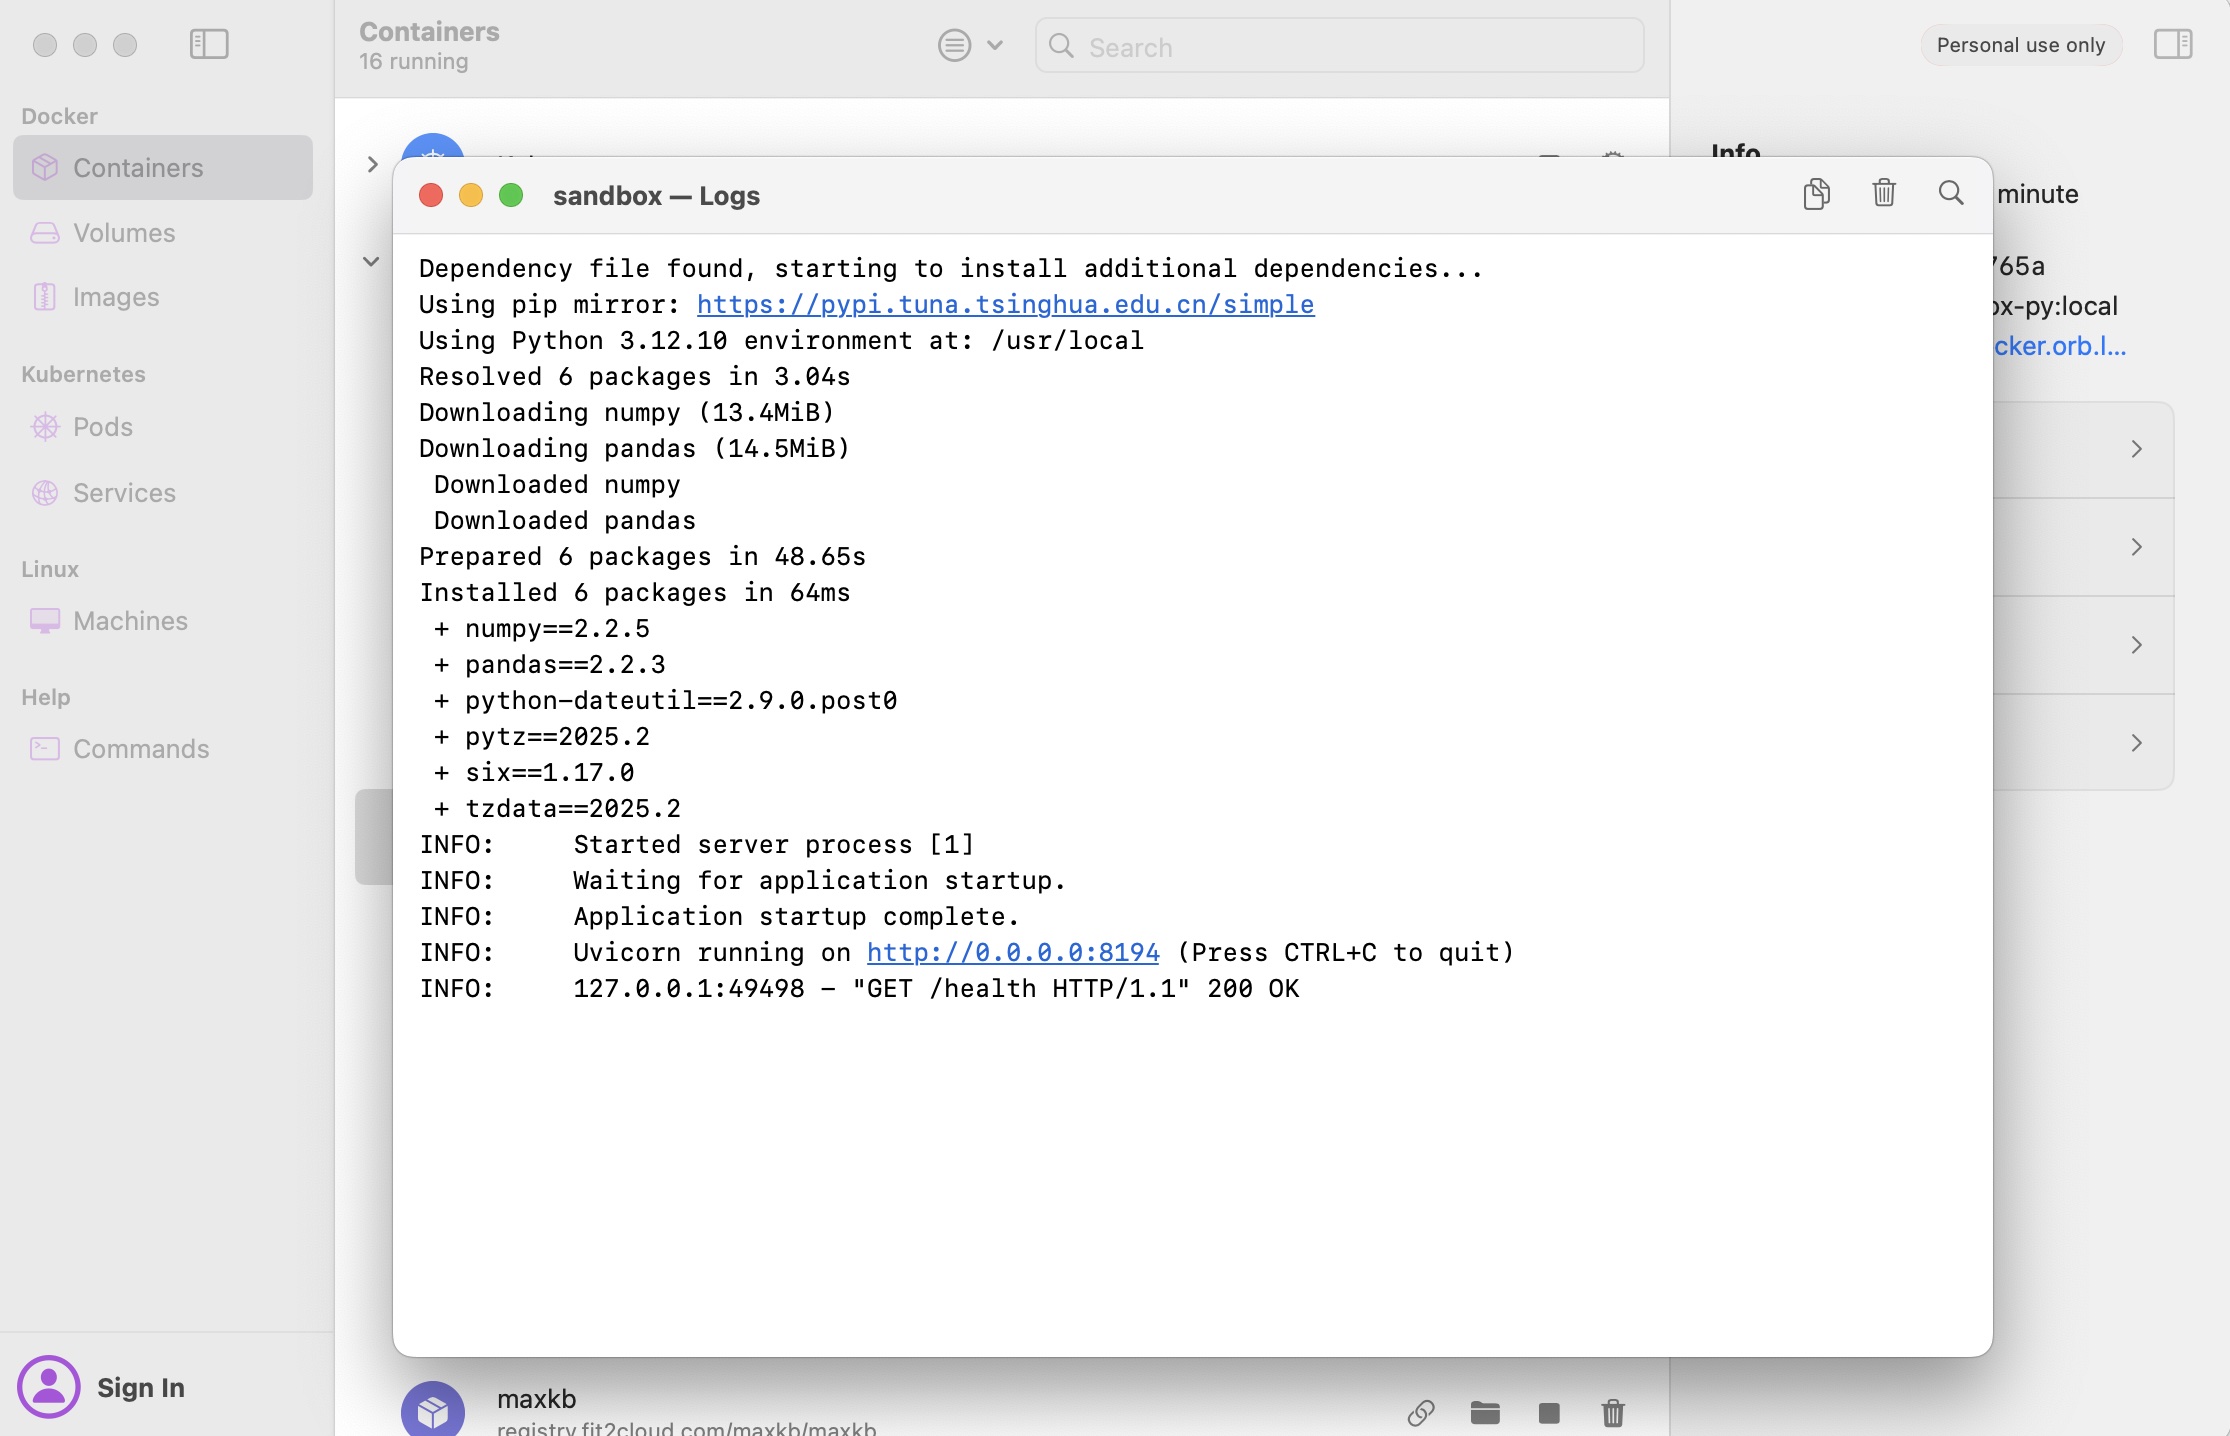 Containers
16 running
Search
Personal use only
Docker
Containers
Volumes
Images
Kubernetes
Pods
Services
Linux
Machines
Help
Commands
Sign In
sandbox — Logs
Dependency file found, starting to install additional dependencies...
Using pip mirror: https://pypi.tuna.tsinghua.edu.cn/simple
Using Python 3.12.10 environment at: /usr/local
Resolved 6 packages in 3.04s
Downloading numpy (13.4MiB)
Downloading pandas (14.5MiB)
Downloaded numpy
Downloaded pandas
Prepared 6 packages in 48.65s
Installed 6 packages in 64ms
+ numpy==2.2.5
+ pandas==2.2.3
+ python-dateutil==2.9.0.post0
+ pytz==2025.2
+ six==1.17.0
+ tzdata==2025.2
INFO: Started server process [1]
INFO: Waiting for application startup.
INFO: Application startup complete.
INFO: Uvicorn running on http://0.0.0.0:8194 (Press CTRL+C to quit)
INFO: 127.0.0.1:49498 - "GET /health HTTP/1.1" 200 OK
Info
minute
765a
ox-py:local
cker.orb.l...
maxkb
registry.fit2cloud.com/maxkb/maxkb